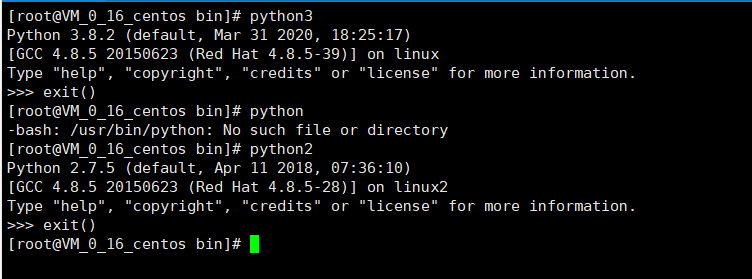 [root@VM_0_16_centos bin]# python3
Python 3.8.2 (default, Mar 31 2020, 18:25:17)
[GCC 4.8.5 20150623 (Red Hat 4.8.5-39)] on linux
Type "help", "copyright", "credits" or "license" for more information.
>>> exit()
[root@VM_0_16_centos bin]# python
-bash: /usr/bin/python: No such file or directory
[root@VM_0_16_centos bin]# python2
Python 2.7.5 (default, Apr 11 2018, 07:36:10)
[GCC 4.8.5 20150623 (Red Hat 4.8.5-28)] on linux2
Type "help", "copyright", "credits" or "license" for more information.
>>> exit()
[root@VM_0_16_centos bin]#